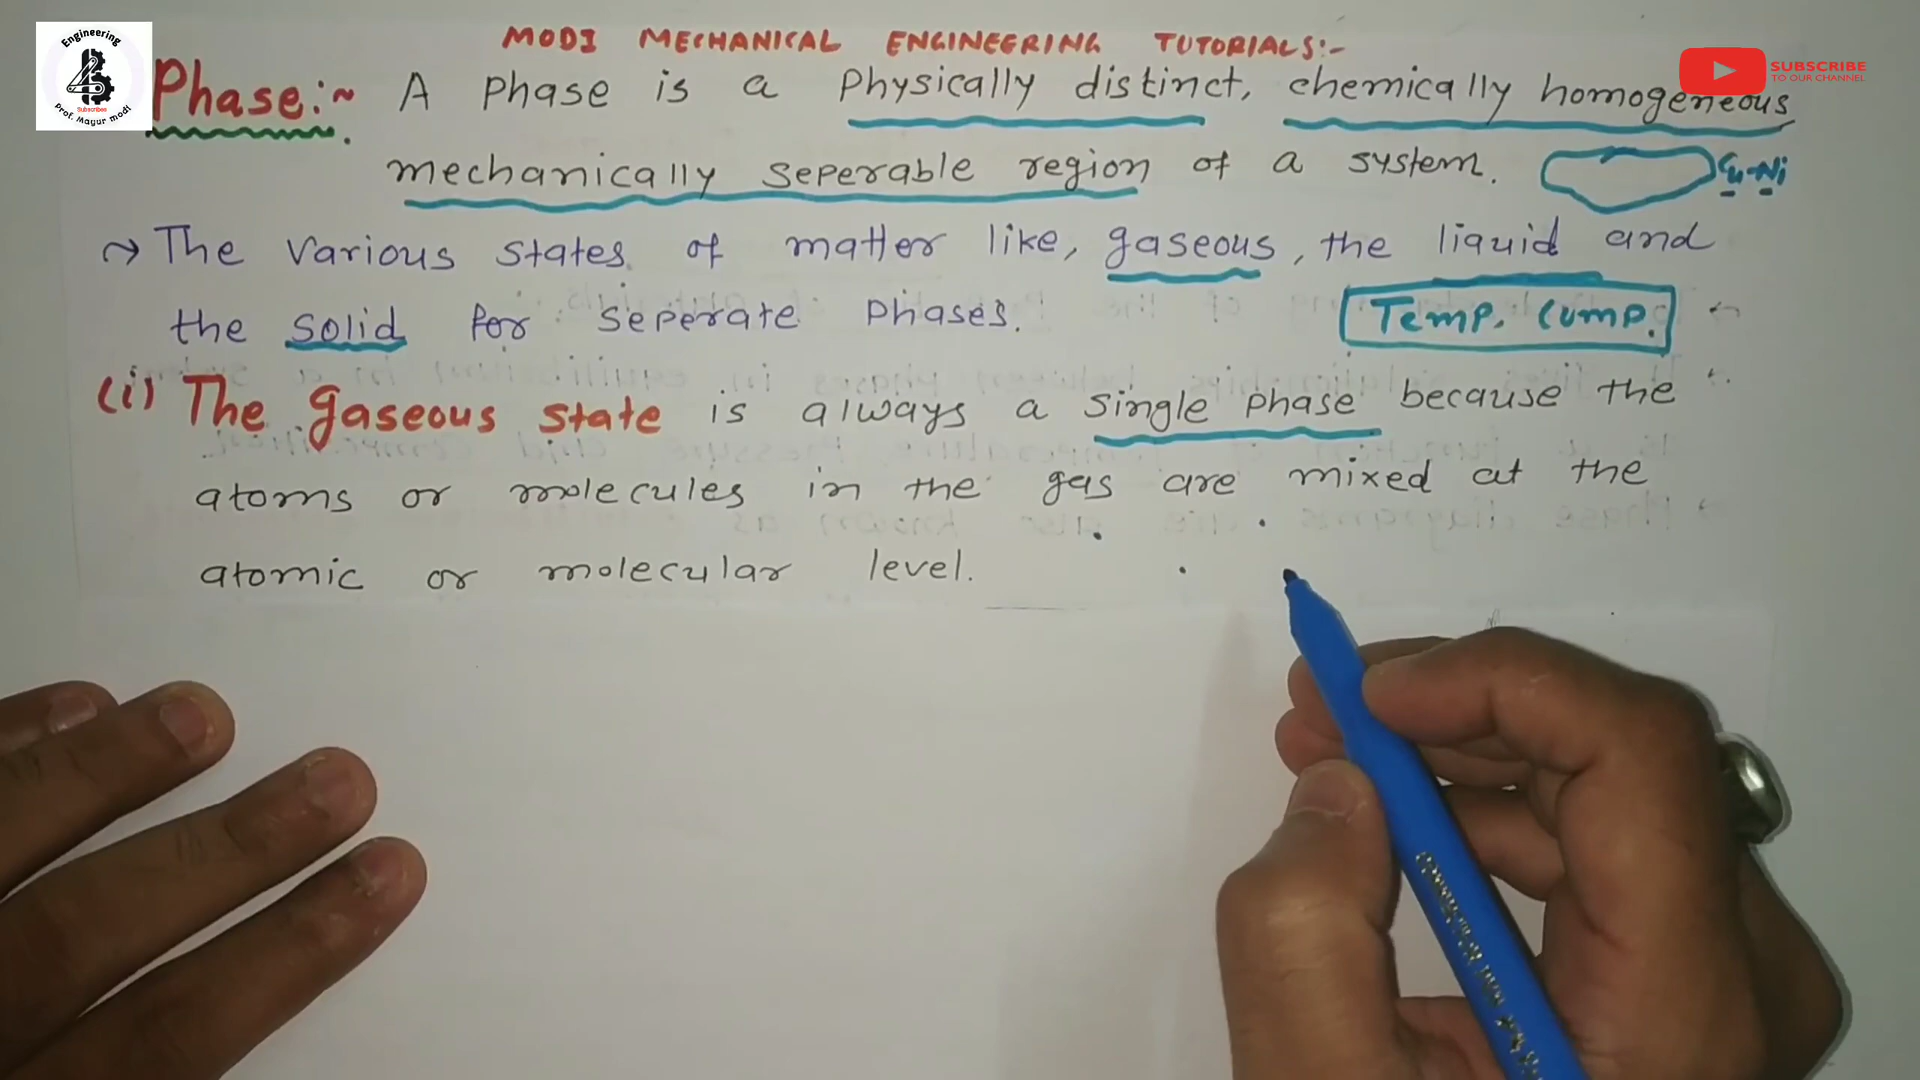 MODI MECHANICAL ENGINEERING TUTORIALS:-
Engineering
Subscribes
Prof. Mayur modi
SUBSCRIBE
TO OUR CHANNEL
Phase:~ A Phase is a Physically distinct, chemically homogeneous
mechanically seperable region of a system. Cu-Ni
~> The various states of matter like, gaseous, the liquid and
the solid for seperate Phases. Temp. Comp.
(i) The gaseous state is always a single phase because the
atoms or molecules in the gas are mixed at the
atomic or molecular level.